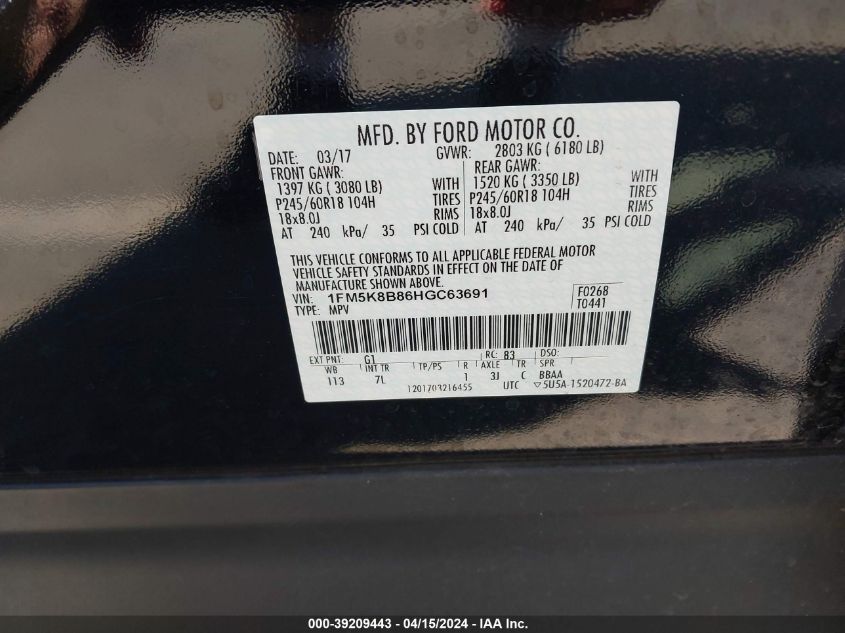 MFD. BY FORD MOTOR CO.
DATE: 03/17 GVWR: 2803 KG ( 6180 LB)
FRONT GAWR: REAR GAWR:
1397 KG ( 3080 LB) WITH 1520 KG ( 3350 LB) WITH
P245/60R18 104H TIRES P245/60R18 104H TIRES
18x8.0J RIMS 18x8.0J RIMS
AT 240 kPa/ 35 PSI COLD AT 240 kPa/ 35 PSI COLD
THIS VEHICLE CONFORMS TO ALL APPLICABLE FEDERAL MOTOR
VEHICLE SAFETY STANDARDS IN EFFECT ON THE DATE OF
MANUFACTURE SHOWN ABOVE.
VIN: 1FM5K8B86HGC63691 F0268
TYPE: MPV T0441
EXT PNT: G1 RC: 83 DSO:
WB INT TR TP/PS R AXLE TR SPR
113 7L 1 3J C BBAA
1201703216455 UTC ▽5U5A-1520472-BA
000-39209443 - 04/15/2024 - IAA Inc.